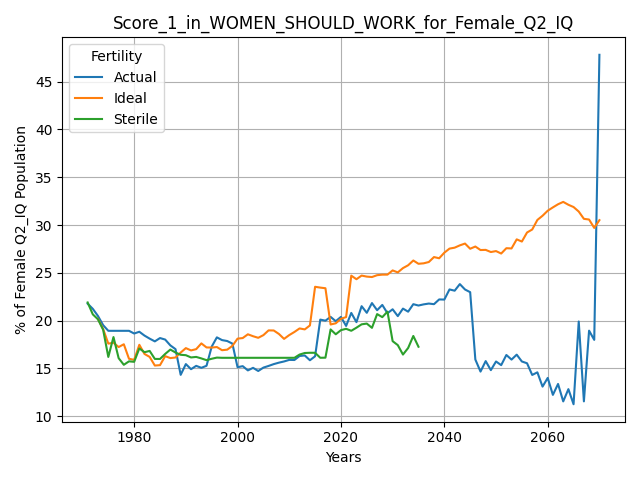 Score_1_in_WOMEN_SHOULD_WORK_for_Female_Q2_IQ
Fertility
Actual
Ideal
Sterile
% of Female Q2_IQ Population
45
40
35
30
25
20
15
10
1980
2000
2020
2040
2060
Years